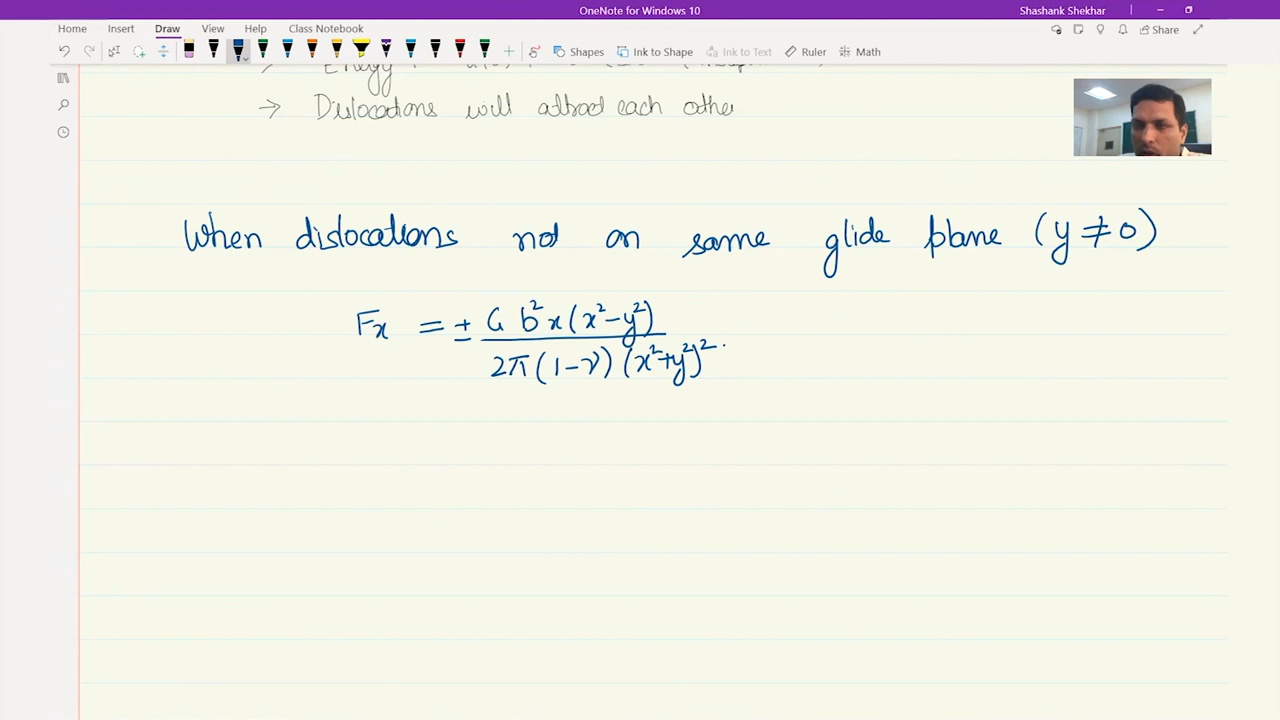 OneNote for Windows 10
Shashank Shekhar
Home Insert Draw View Help Class Notebook
Share
Shapes Ink to Shape Ink to Text Ruler Math
Energy
→ Dislocations will attract each other
When dislocations not on same glide plane (y ≠ 0)
Fx = ± G b² x (x² − y²) / 2π (1 − ν) (x² + y²)²